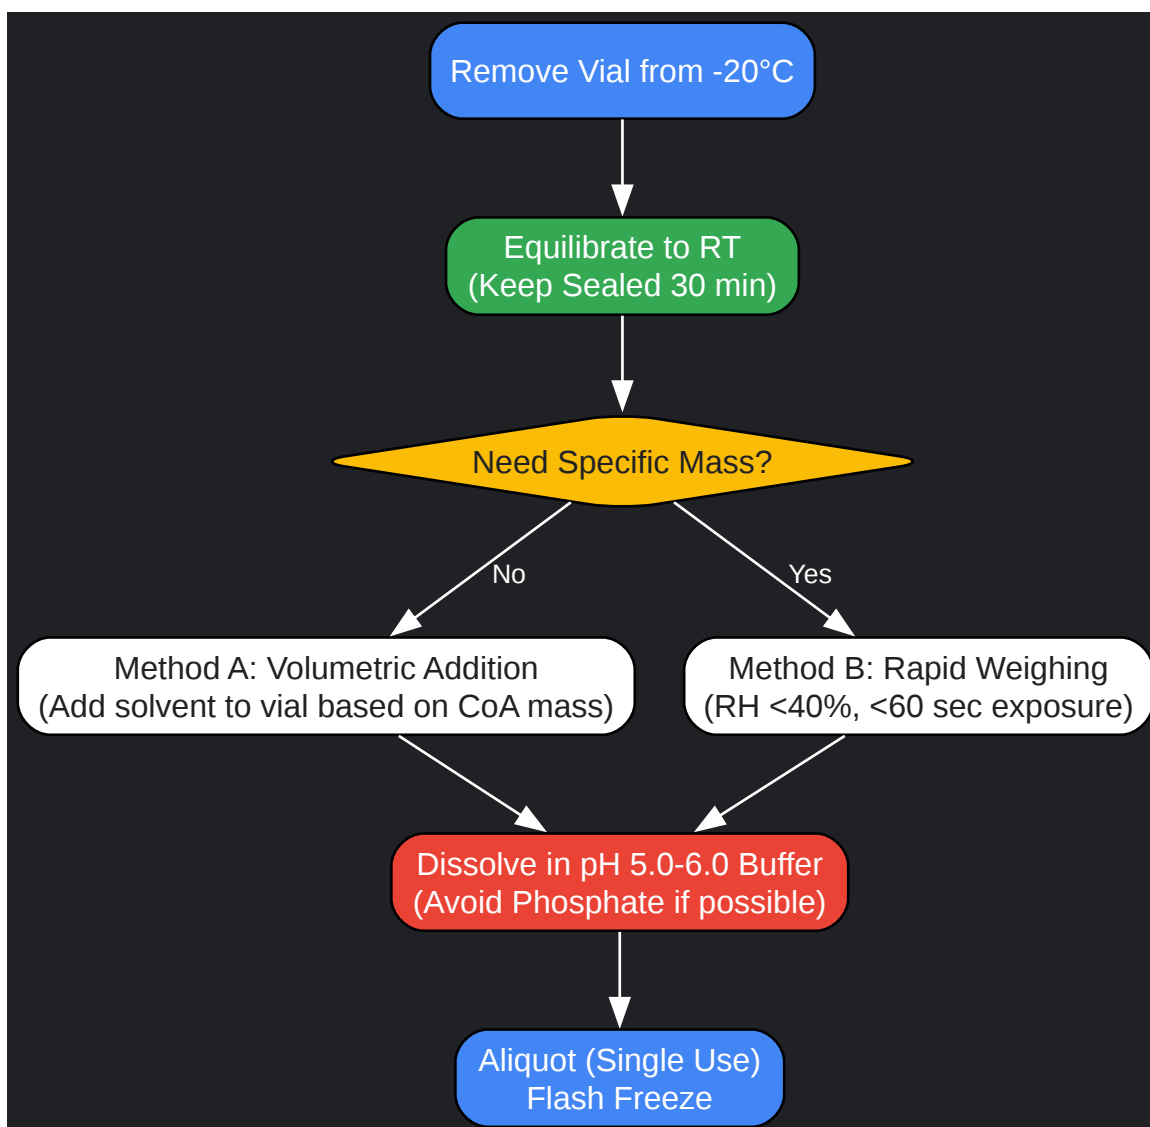 Remove Vial from -20°C
Equilibrate to RT
(Keep Sealed 30 min)
Need Specific Mass?
No
Yes
Method A: Volumetric Addition
(Add solvent to vial based on CoA mass)
Method B: Rapid Weighing
(RH <40%, <60 sec exposure)
Dissolve in pH 5.0-6.0 Buffer
(Avoid Phosphate if possible)
Aliquot (Single Use)
Flash Freeze